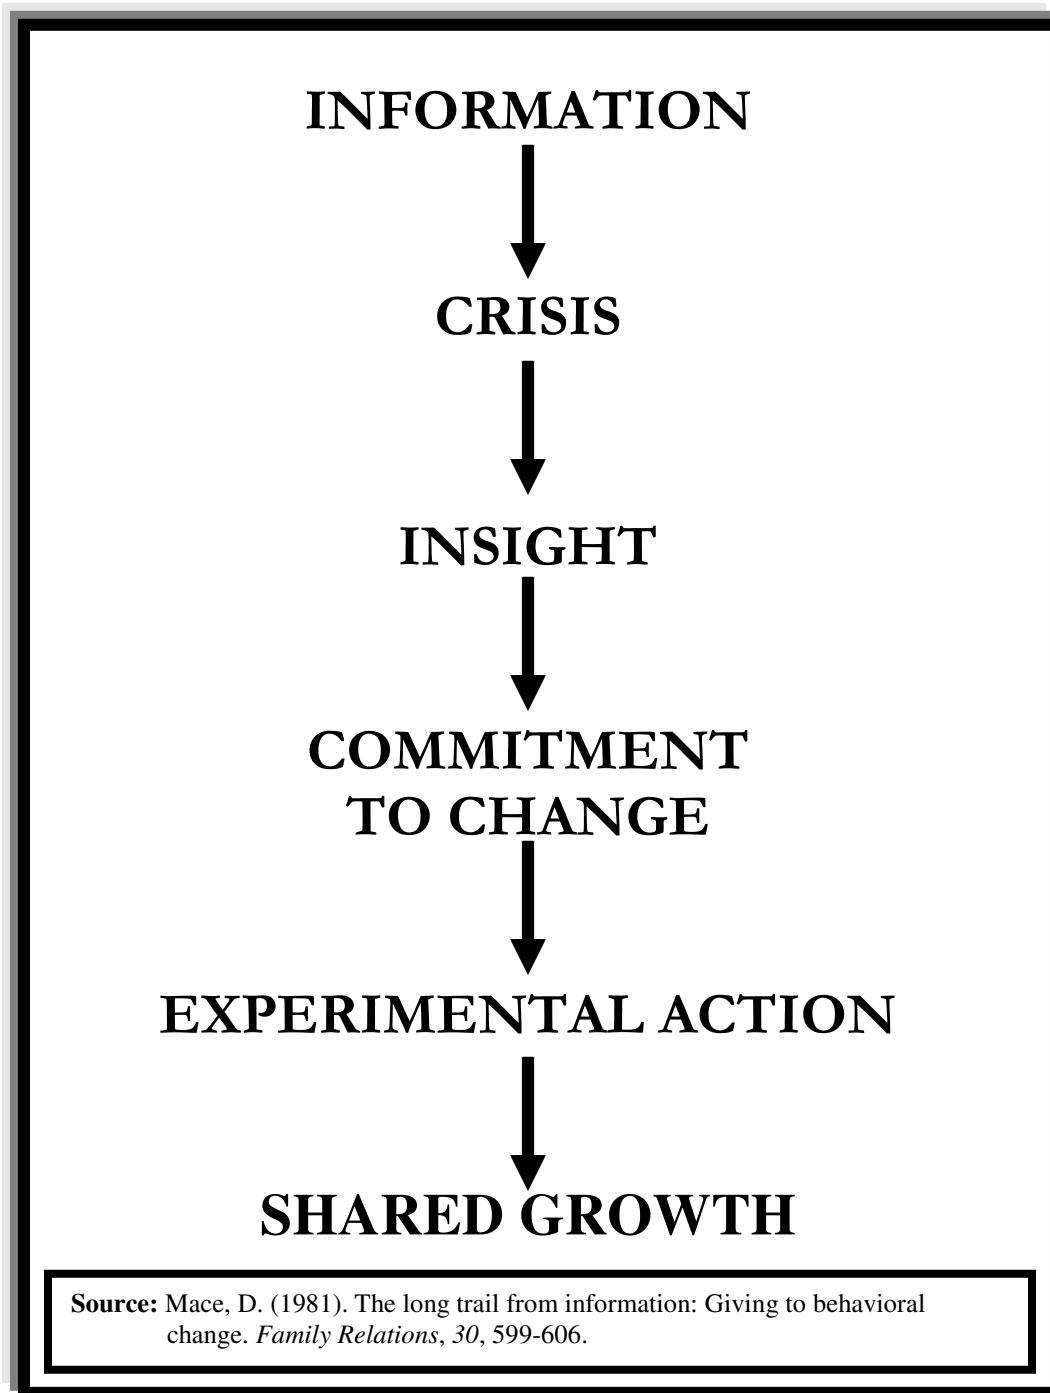 INFORMATION
CRISIS
INSIGHT
COMMITMENT
TO CHANGE
EXPERIMENTAL ACTION
SHARED GROWTH
Source: Mace, D. (1981). The long trail from information: Giving to behavioral
change. Family Relations, 30, 599-606.